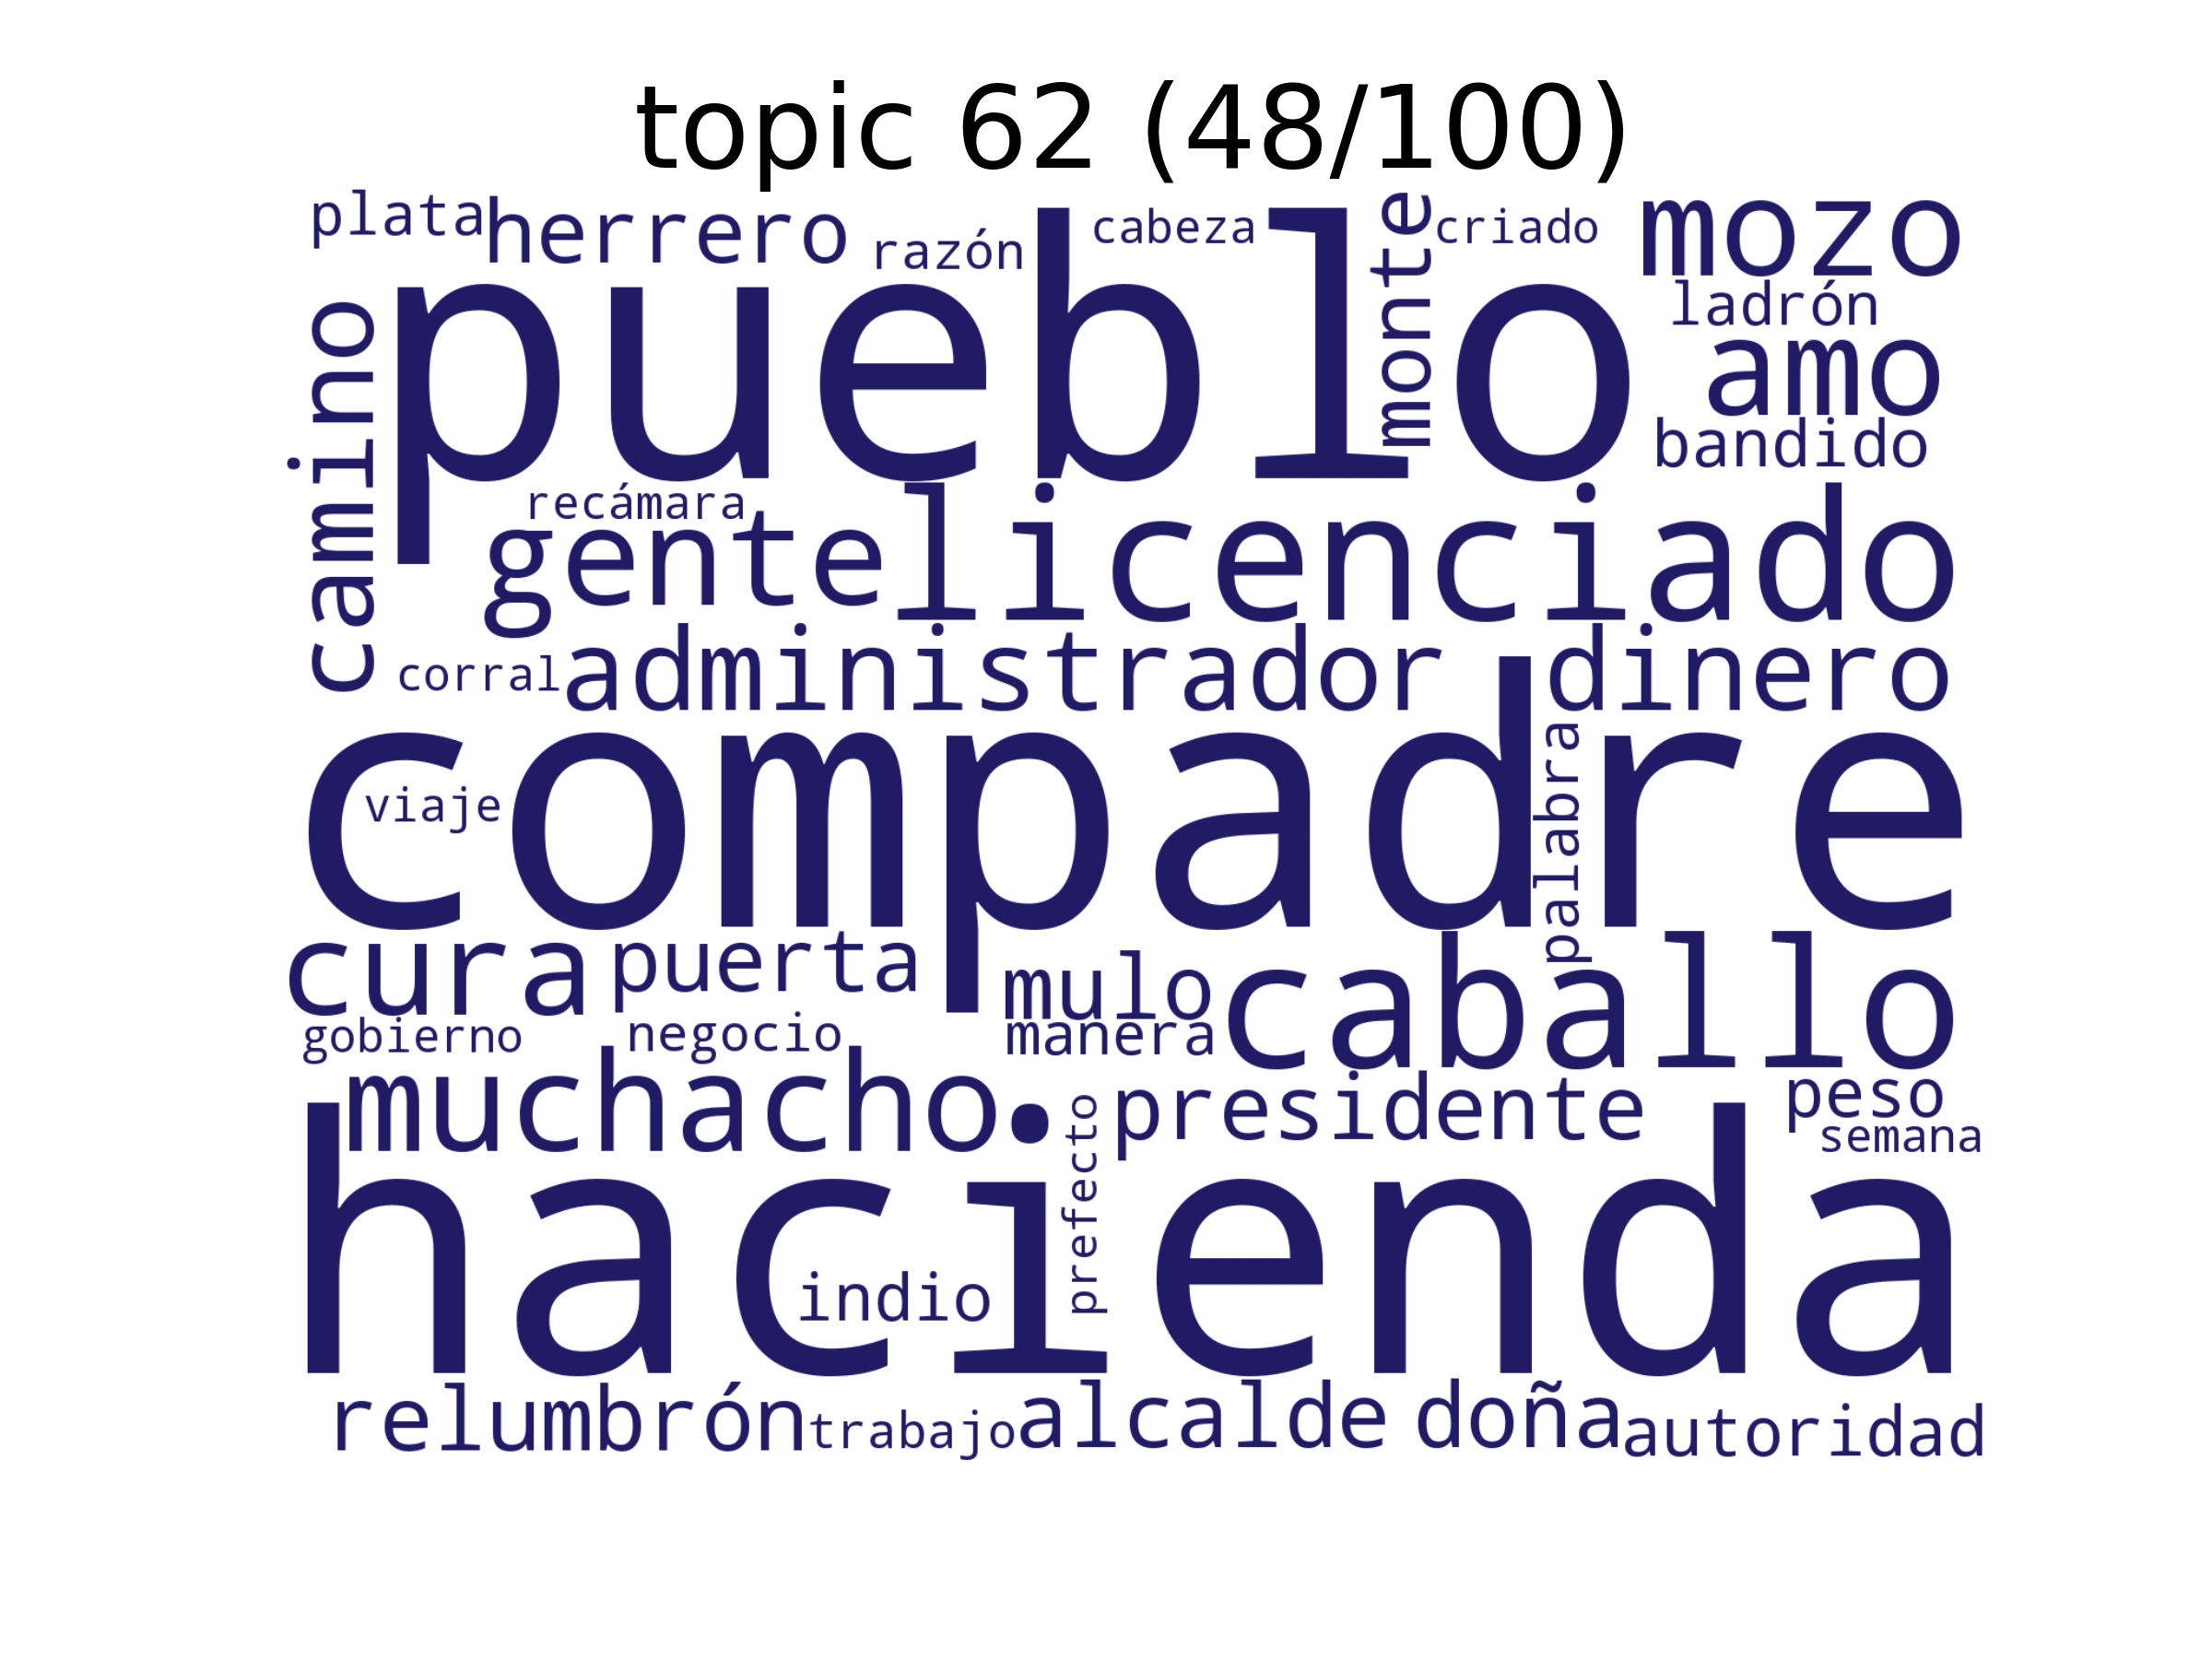 topic 62 (48/100)
plata herrero razón cabeza monte criado mozo
camino pueblo ladrón
amo
bandido
recámara
gente licenciado
corral administrador dinero
compadre palabra
viaje
cura puerta mulo caballo
gobierno negocio manera
muchacho presidente peso
semana
hacienda prefecto
indio
relumbrón trabajo alcalde doña autoridad